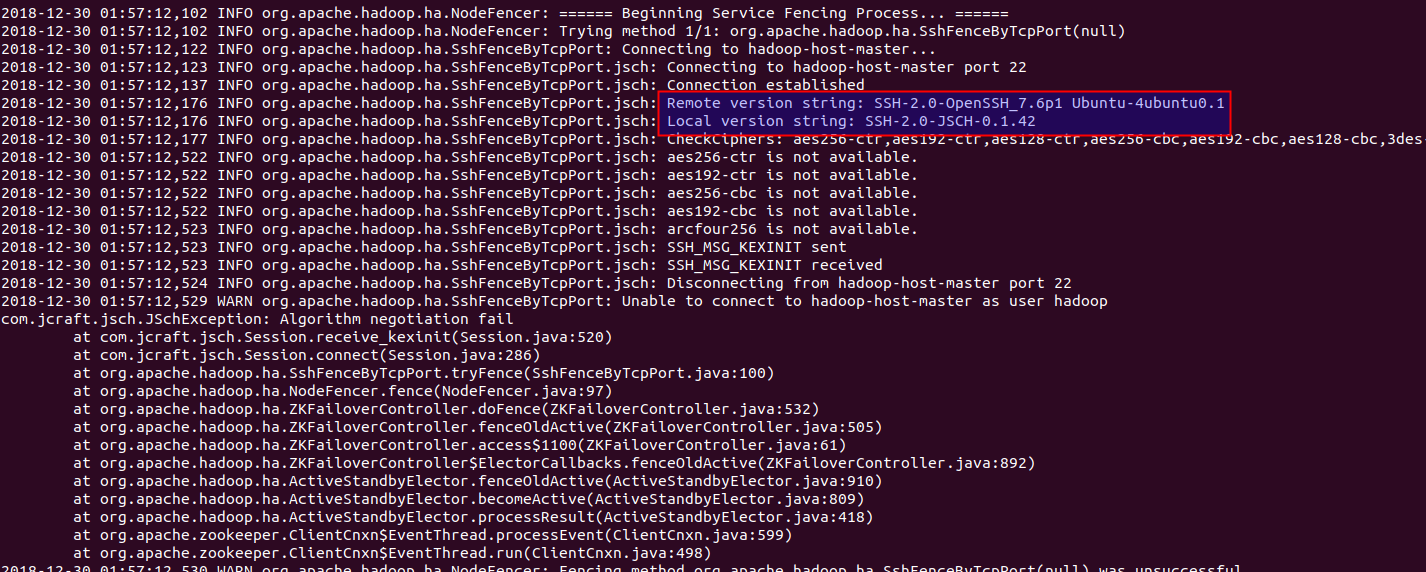 2018-12-30 01:57:12,102 INFO org.apache.hadoop.ha.NodeFencer: ====== Beginning Service Fencing Process... ======
2018-12-30 01:57:12,102 INFO org.apache.hadoop.ha.NodeFencer: Trying method 1/1: org.apache.hadoop.ha.SshFenceByTcpPort(null)
2018-12-30 01:57:12,122 INFO org.apache.hadoop.ha.SshFenceByTcpPort: Connecting to hadoop-host-master...
2018-12-30 01:57:12,123 INFO org.apache.hadoop.ha.SshFenceByTcpPort.jsch: Connecting to hadoop-host-master port 22
2018-12-30 01:57:12,137 INFO org.apache.hadoop.ha.SshFenceByTcpPort.jsch: Connection established
2018-12-30 01:57:12,176 INFO org.apache.hadoop.ha.SshFenceByTcpPort.jsch: Remote version string: SSH-2.0-OpenSSH_7.6p1 Ubuntu-4ubuntu0.1
2018-12-30 01:57:12,176 INFO org.apache.hadoop.ha.SshFenceByTcpPort.jsch: Local version string: SSH-2.0-JSCH-0.1.42
2018-12-30 01:57:12,177 INFO org.apache.hadoop.ha.SshFenceByTcpPort.jsch: CheckCiphers: aes256-ctr,aes192-ctr,aes128-ctr,aes256-cbc,aes192-cbc,aes128-cbc,3des-
2018-12-30 01:57:12,522 INFO org.apache.hadoop.ha.SshFenceByTcpPort.jsch: aes256-ctr is not available.
2018-12-30 01:57:12,522 INFO org.apache.hadoop.ha.SshFenceByTcpPort.jsch: aes192-ctr is not available.
2018-12-30 01:57:12,522 INFO org.apache.hadoop.ha.SshFenceByTcpPort.jsch: aes256-cbc is not available.
2018-12-30 01:57:12,522 INFO org.apache.hadoop.ha.SshFenceByTcpPort.jsch: aes192-cbc is not available.
2018-12-30 01:57:12,523 INFO org.apache.hadoop.ha.SshFenceByTcpPort.jsch: arcfour256 is not available.
2018-12-30 01:57:12,523 INFO org.apache.hadoop.ha.SshFenceByTcpPort.jsch: SSH_MSG_KEXINIT sent
2018-12-30 01:57:12,523 INFO org.apache.hadoop.ha.SshFenceByTcpPort.jsch: SSH_MSG_KEXINIT received
2018-12-30 01:57:12,524 INFO org.apache.hadoop.ha.SshFenceByTcpPort.jsch: Disconnecting from hadoop-host-master port 22
2018-12-30 01:57:12,529 WARN org.apache.hadoop.ha.SshFenceByTcpPort: Unable to connect to hadoop-host-master as user hadoop
com.jcraft.jsch.JSchException: Algorithm negotiation fail
at com.jcraft.jsch.Session.receive_kexinit(Session.java:520)
at com.jcraft.jsch.Session.connect(Session.java:286)
at org.apache.hadoop.ha.SshFenceByTcpPort.tryFence(SshFenceByTcpPort.java:100)
at org.apache.hadoop.ha.NodeFencer.fence(NodeFencer.java:97)
at org.apache.hadoop.ha.ZKFailoverController.doFence(ZKFailoverController.java:532)
at org.apache.hadoop.ha.ZKFailoverController.fenceOldActive(ZKFailoverController.java:505)
at org.apache.hadoop.ha.ZKFailoverController.access$1100(ZKFailoverController.java:61)
at org.apache.hadoop.ha.ZKFailoverController$ElectorCallbacks.fenceOldActive(ZKFailoverController.java:892)
at org.apache.hadoop.ha.ActiveStandbyElector.fenceOldActive(ActiveStandbyElector.java:910)
at org.apache.hadoop.ha.ActiveStandbyElector.becomeActive(ActiveStandbyElector.java:809)
at org.apache.hadoop.ha.ActiveStandbyElector.processResult(ActiveStandbyElector.java:418)
at org.apache.zookeeper.ClientCnxn$EventThread.processEvent(ClientCnxn.java:599)
at org.apache.zookeeper.ClientCnxn$EventThread.run(ClientCnxn.java:498)
2018-12-30 01:57:12,530 WARN org.apache.hadoop.ha.NodeFencer: Fencing method org.apache.hadoop.ha.SshFenceByTcpPort(null) was unsuccessful